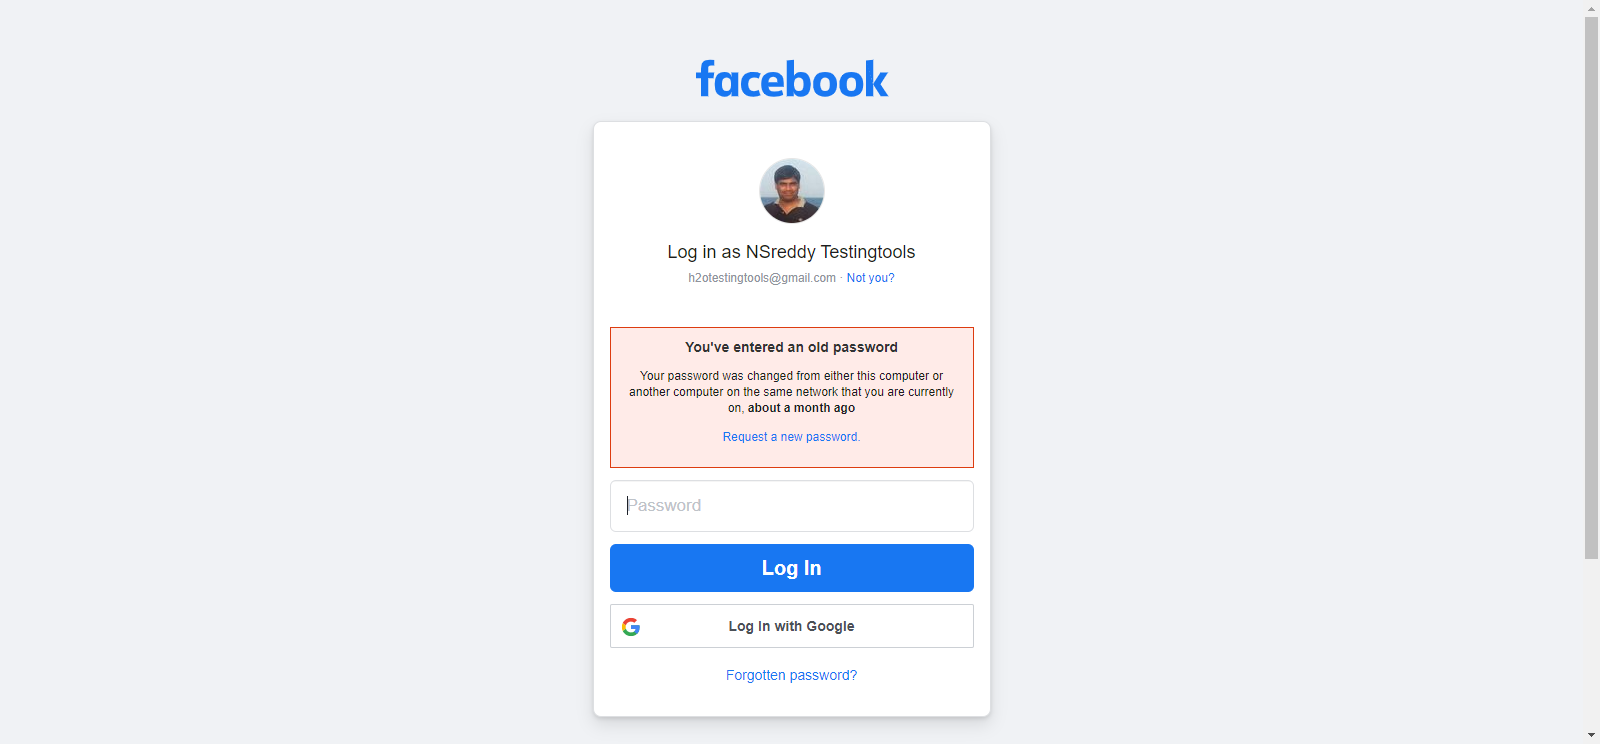 facebook
Log in as NSreddy Testingtools
h2otestingtools@gmail.com · Not you?
You've entered an old password
Your password was changed from either this computer or
another computer on the same network that you are currently
on, about a month ago
Request a new password.
Password
Log In
Log In with Google
Forgotten password?